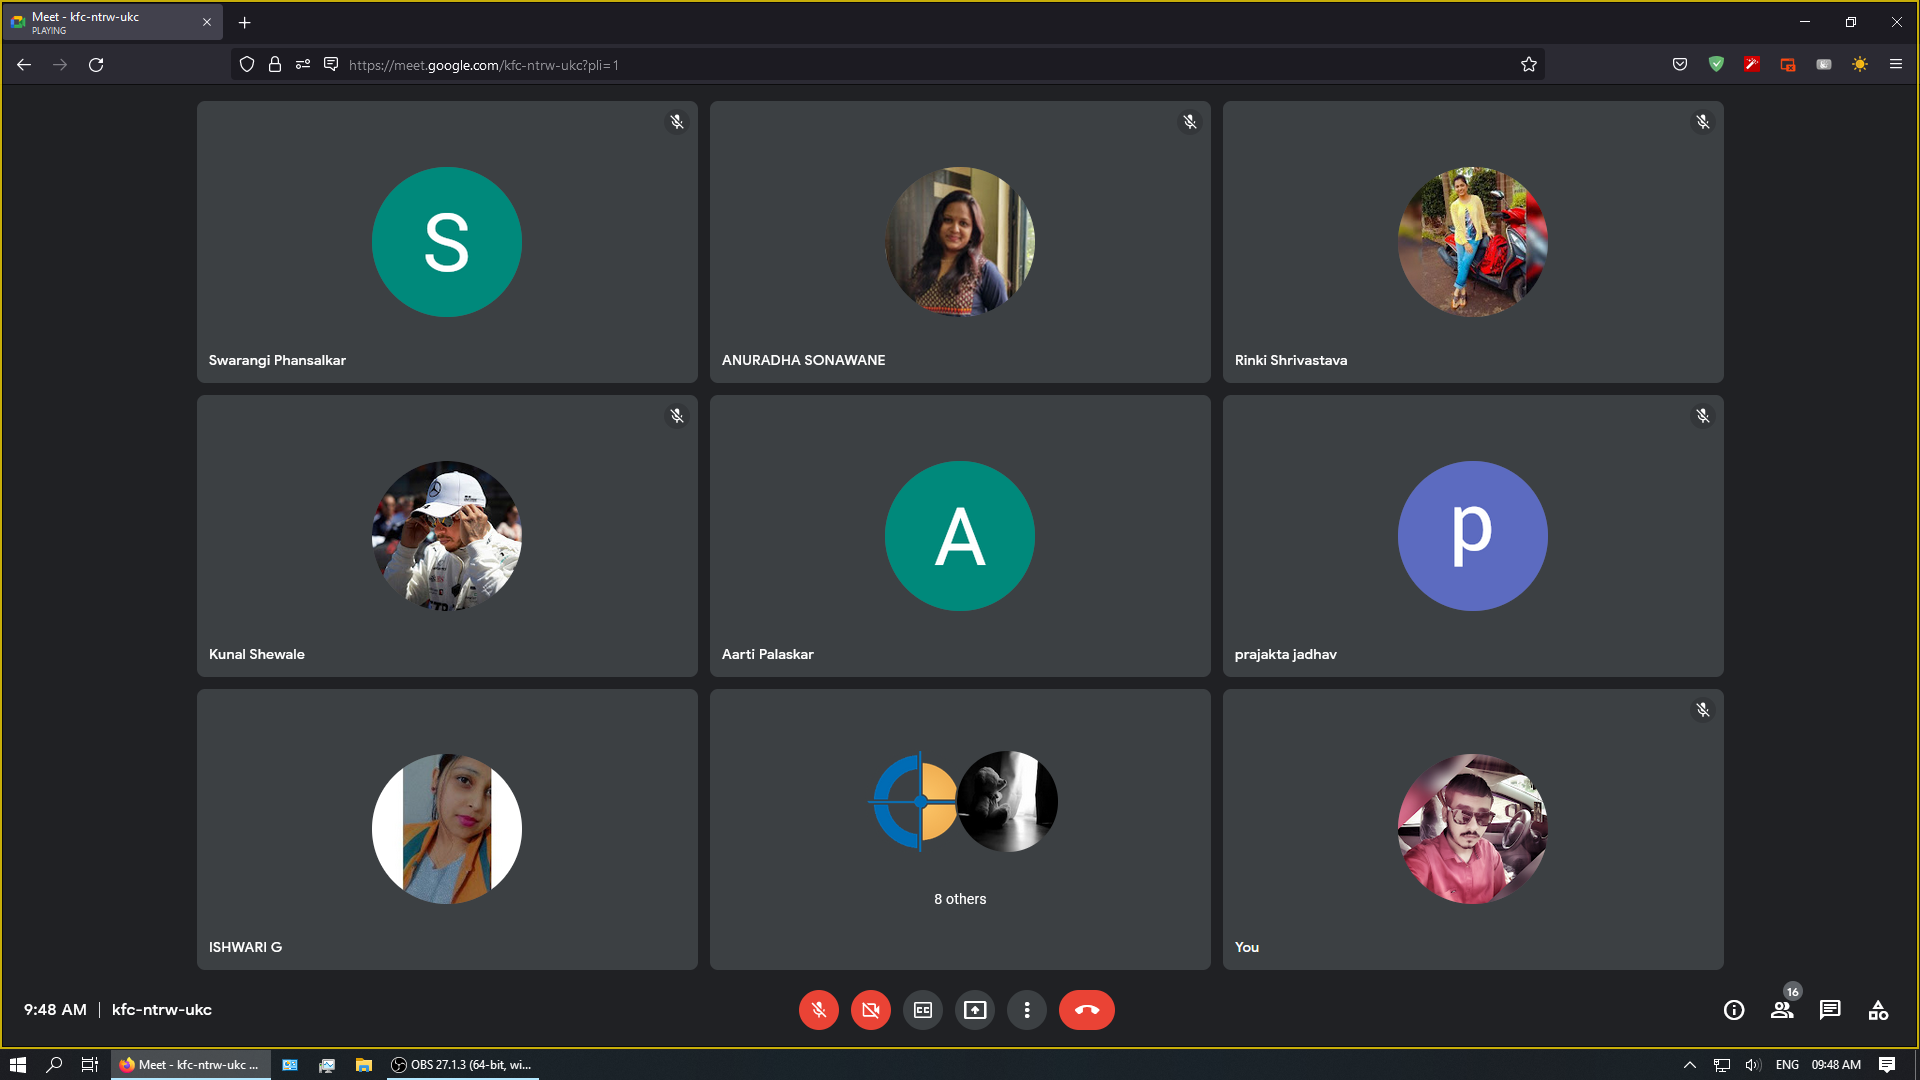 Meet - kfc-ntrw-ukc
PLAYING
https://meet.google.com/kfc-ntrw-ukc?pli=1
S
Swarangi Phansalkar
ANURADHA SONAWANE
Rinki Shrivastava
Kunal Shewale
A
Aarti Palaskar
p
prajakta jadhav
ISHWARI G
8 others
You
9:48 AM | kfc-ntrw-ukc
16
Meet - kfc-ntrw-ukc ...
OBS 27.1.3 (64-bit, wi...
ENG
09:48 AM